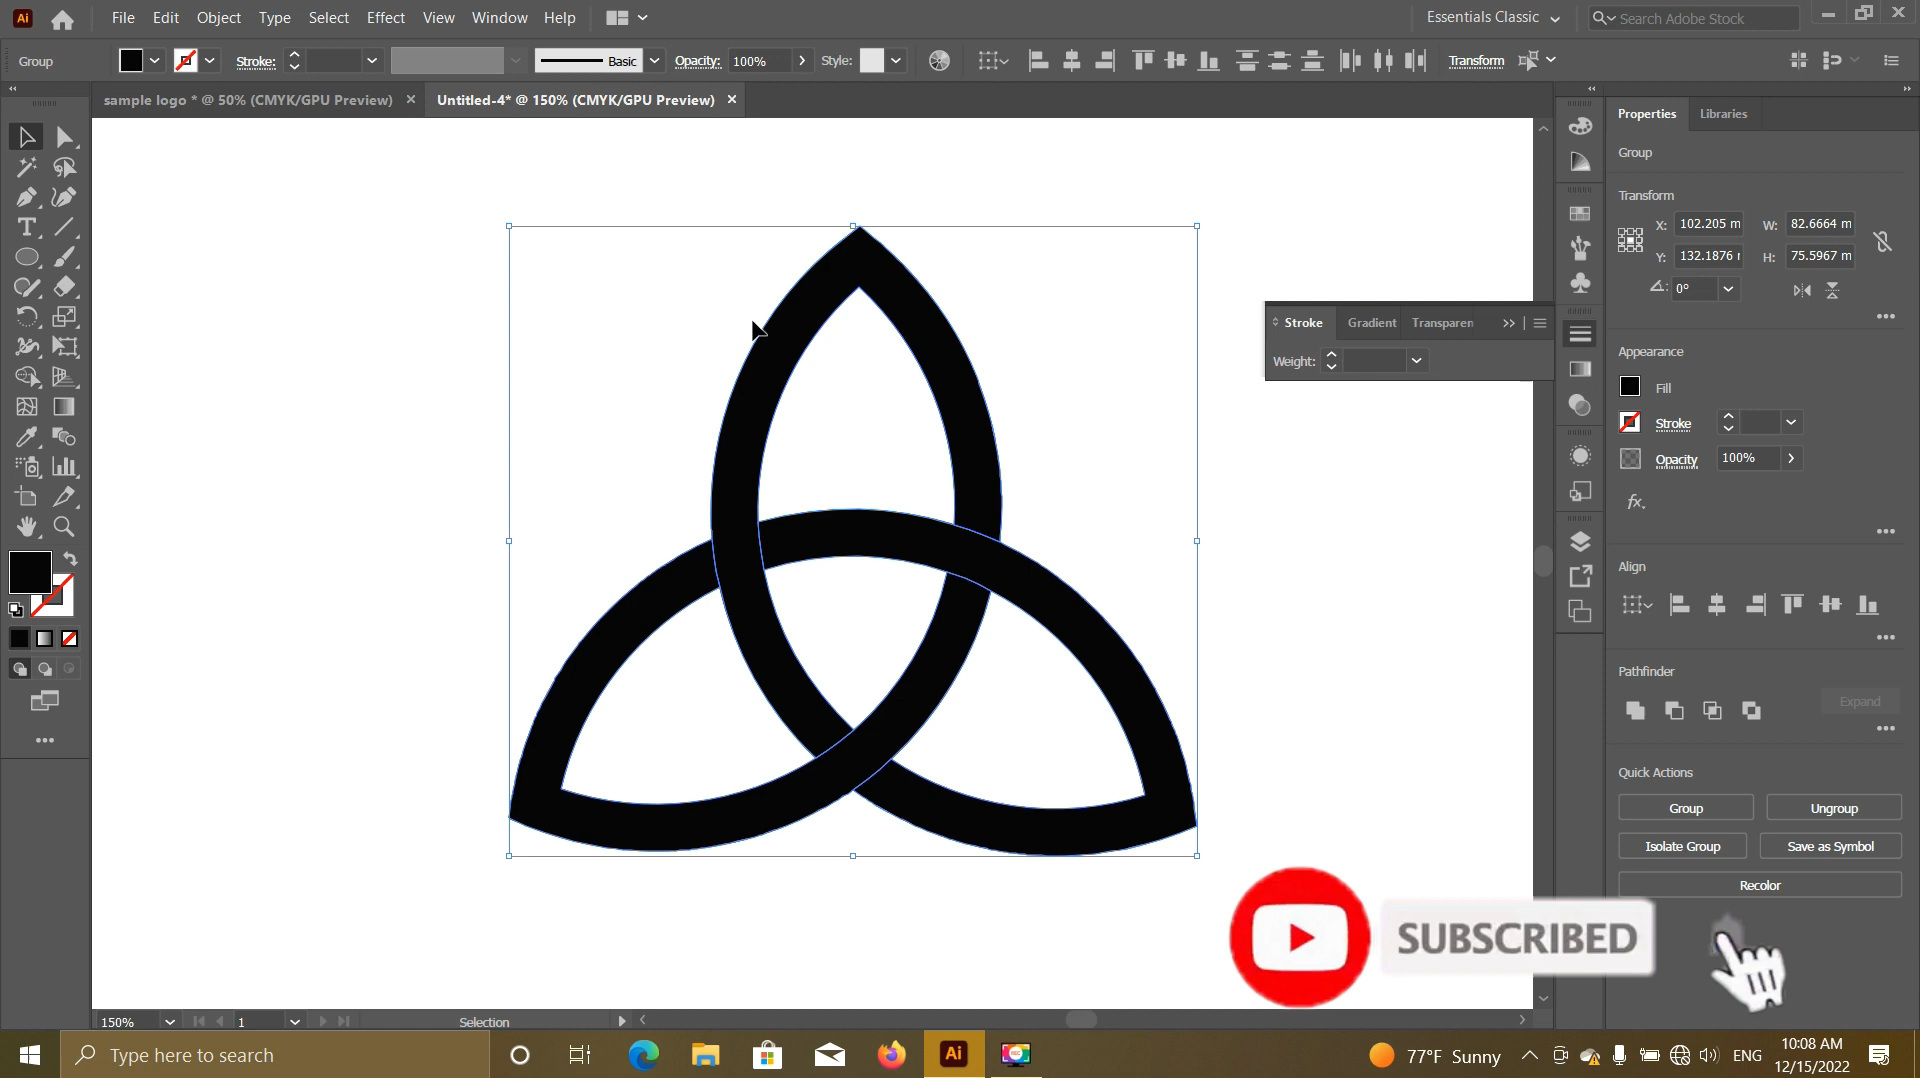 Ai File Edit Object Type Select Effect View Window Help Essentials Classic Search Adobe Stock
Group Stroke: Basic Opacity: 100% Style: Transform
sample logo * @ 50% (CMYK/GPU Preview) × Untitled-4* @ 150% (CMYK/GPU Preview) ×
Properties Libraries
Group
Transform
X: 102.205 m W: 82.6664 m
Y: 132.1876 H: 75.5967 m
0°
Stroke Gradient Transparen
Weight:
Appearance
Fill
Stroke
Opacity 100%
fx.
Align
Pathfinder
Expand
Quick Actions
Group Ungroup
Isolate Group Save as Symbol
Recolor
SUBSCRIBED
150% 1 Selection
Type here to search
Ai
77°F Sunny
ENG
10:08 AM
12/15/2022